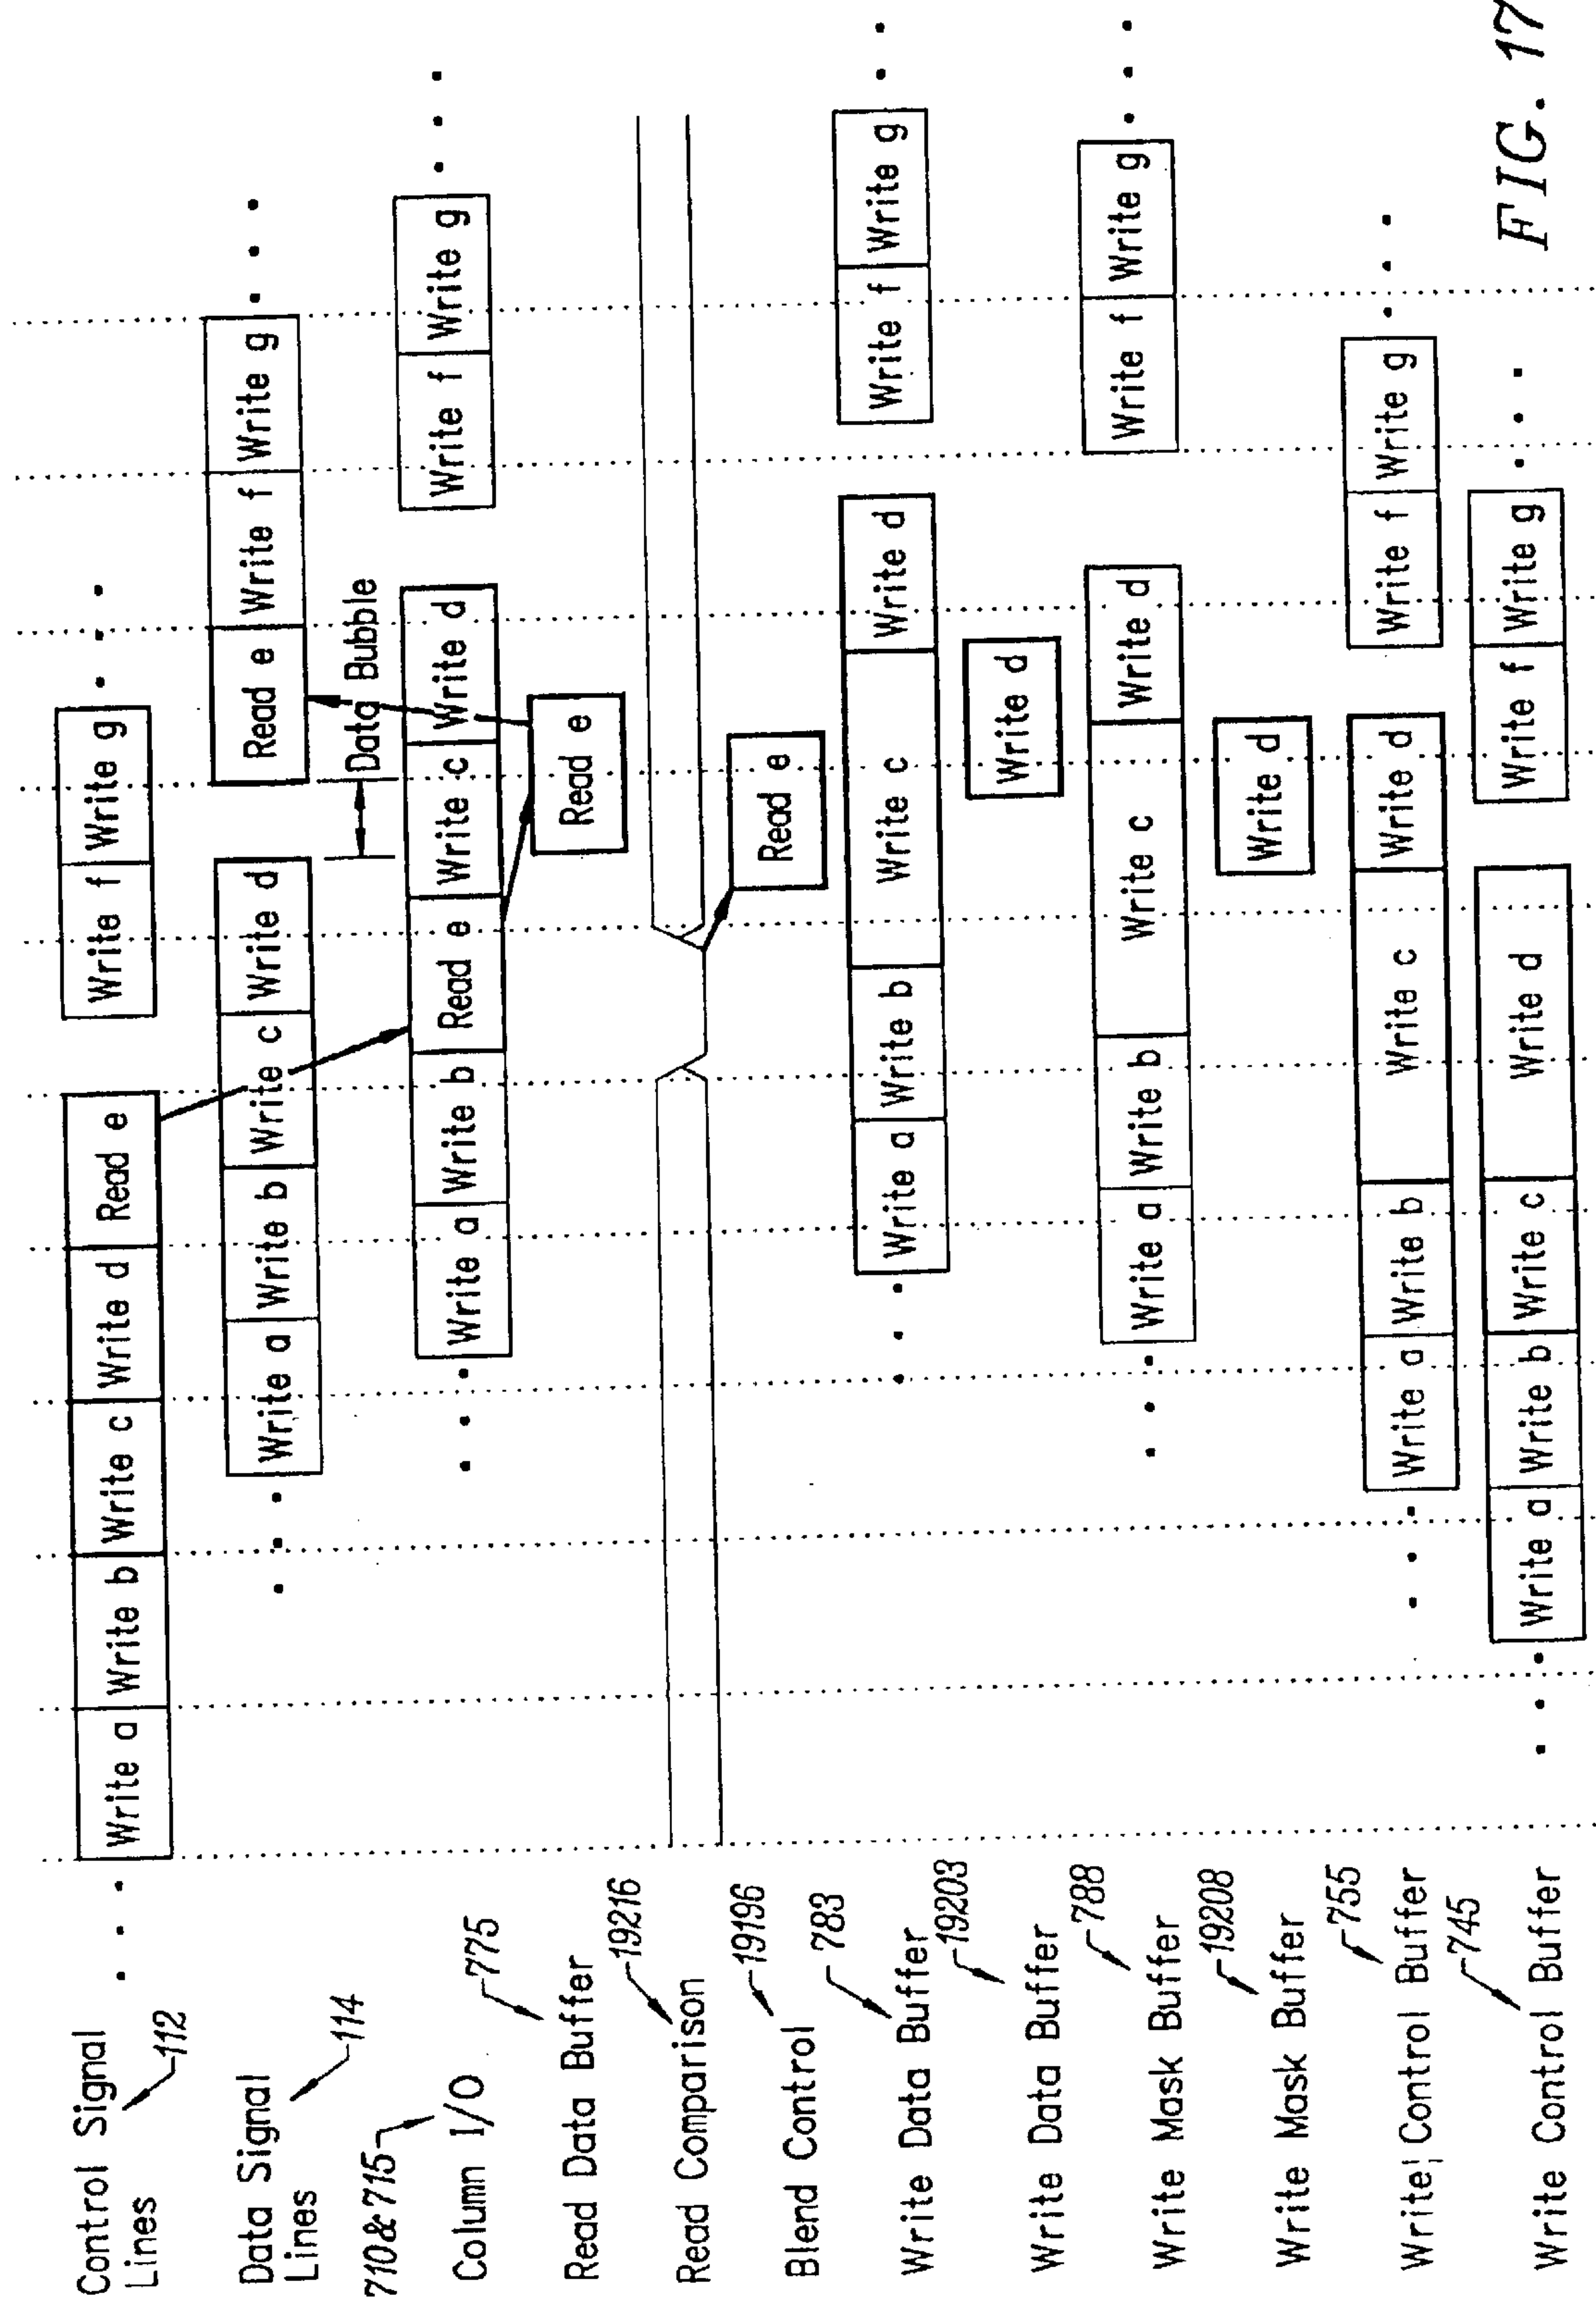 Control Signal
Lines
112
. . . Write a Write b Write c Write d Read e Write f Write g . . .
Data Signal
Lines
114
. . . Write a Write b Write c Write d Read e Write f Write g . . .
Data Bubble
710&715
Column I/O
. . . Write a Write b Read e Write c Write d Write f Write g . . .
775
Read Data Buffer
Read e
19216
Read Comparison
19196
Blend Control
Read e
783
Write Data Buffer
. . . Write a Write b Write c Write d Write f Write g . . .
19203
Write Data Buffer
Write d
788
Write Mask Buffer
. . . Write a Write b Write c Write d Write f Write g . . .
19208
Write Mask Buffer
Write d
755
Write Control Buffer
. . . Write a Write b Write c Write d Write f Write g . . .
745
Write Control Buffer
. . . Write a Write b Write c Write d Write f Write g . . .
FIG. 17